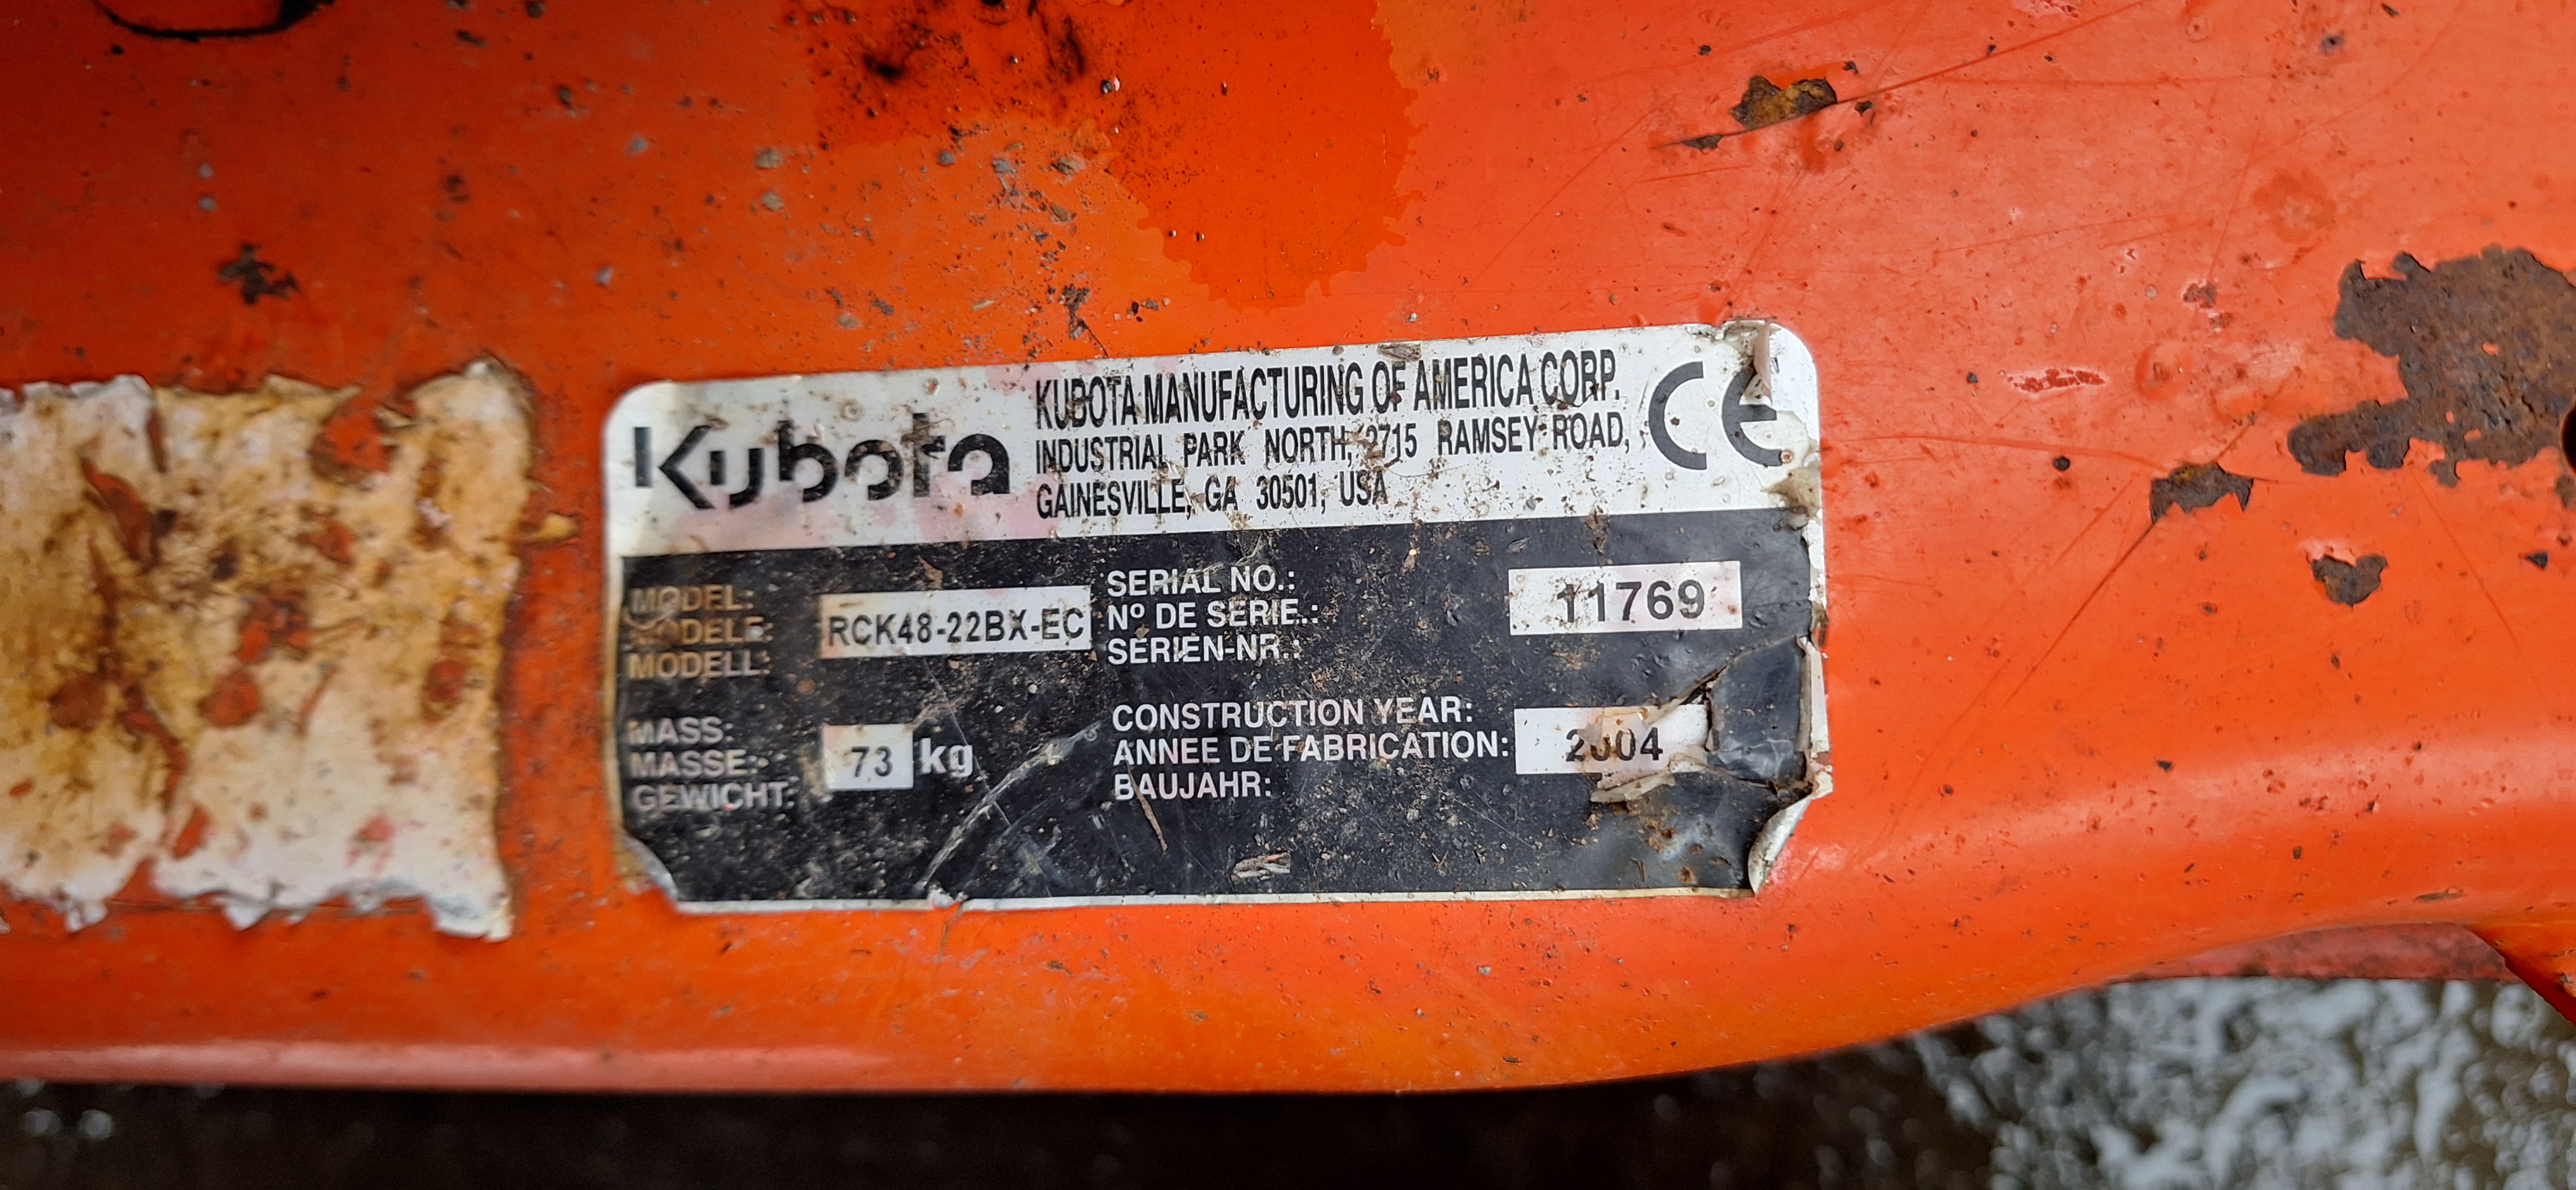 Kubota
KUBOTA MANUFACTURING OF AMERICA CORP.
INDUSTRIAL PARK NORTH, 2715 RAMSEY ROAD,
GAINESVILLE, GA 30501, USA
CE
MODEL:
MODELE:
MODELL:
RCK48-22BX-EC
SERIAL NO.:
Nº DE SERIE.:
SERIEN-NR.:
11769
MASS:
MASSE:
GEWICHT:
73 kg
CONSTRUCTION YEAR:
ANNEE DE FABRICATION:
BAUJAHR:
2004